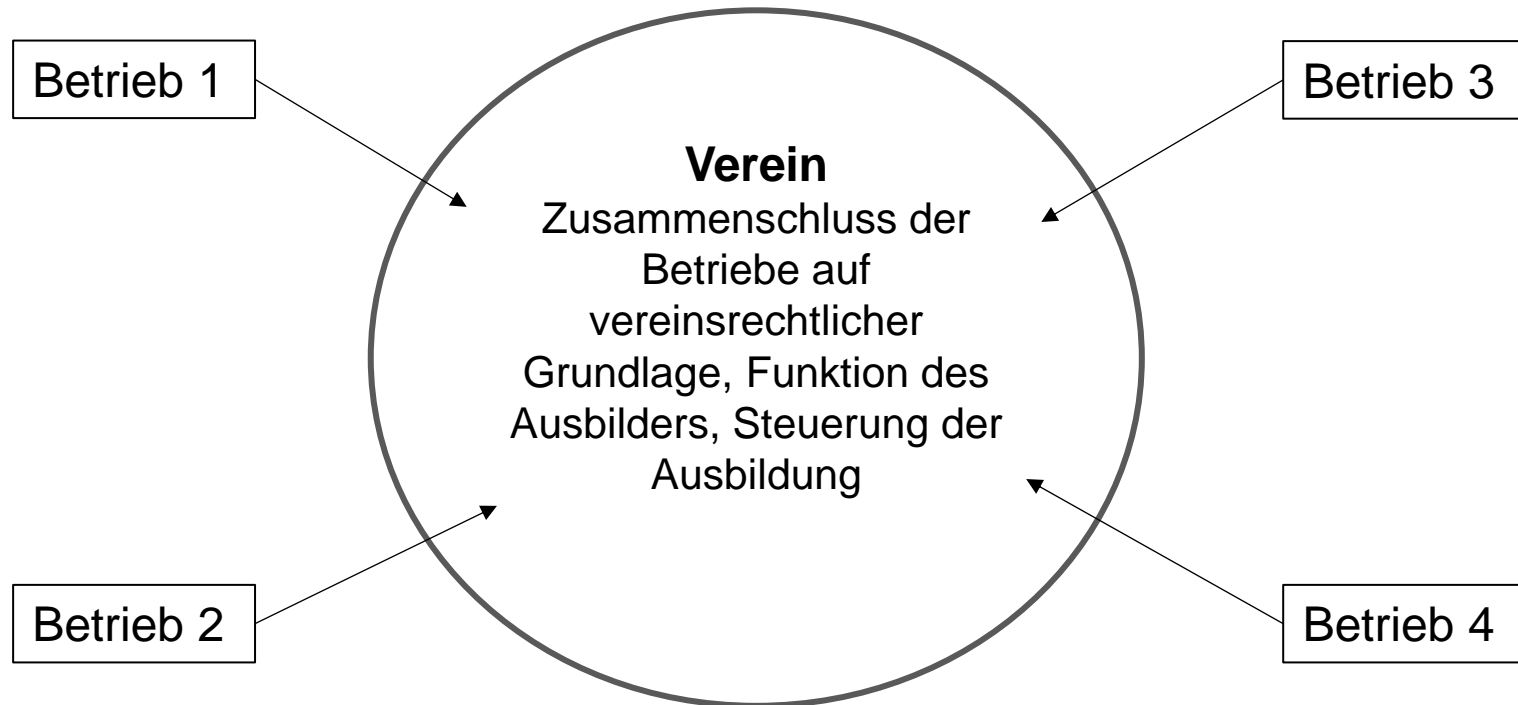 Betrieb 1
Betrieb 3
Verein
Zusammenschluss der
Betriebe auf
vereinsrechtlicher
Grundlage, Funktion des
Ausbilders, Steuerung der
Ausbildung
Betrieb 2
Betrieb 4